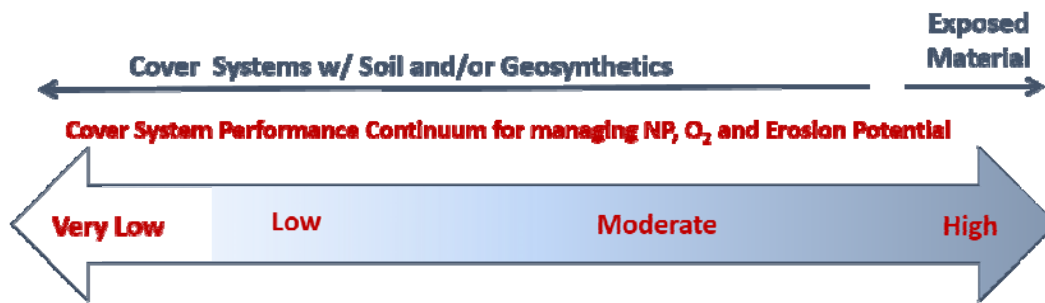 Exposed
Material
Cover Systems w/ Soil and/or Geosynthetics
Cover System Performance Continuum for managing NP, O₂ and Erosion Potential
Very Low
Low
Moderate
High